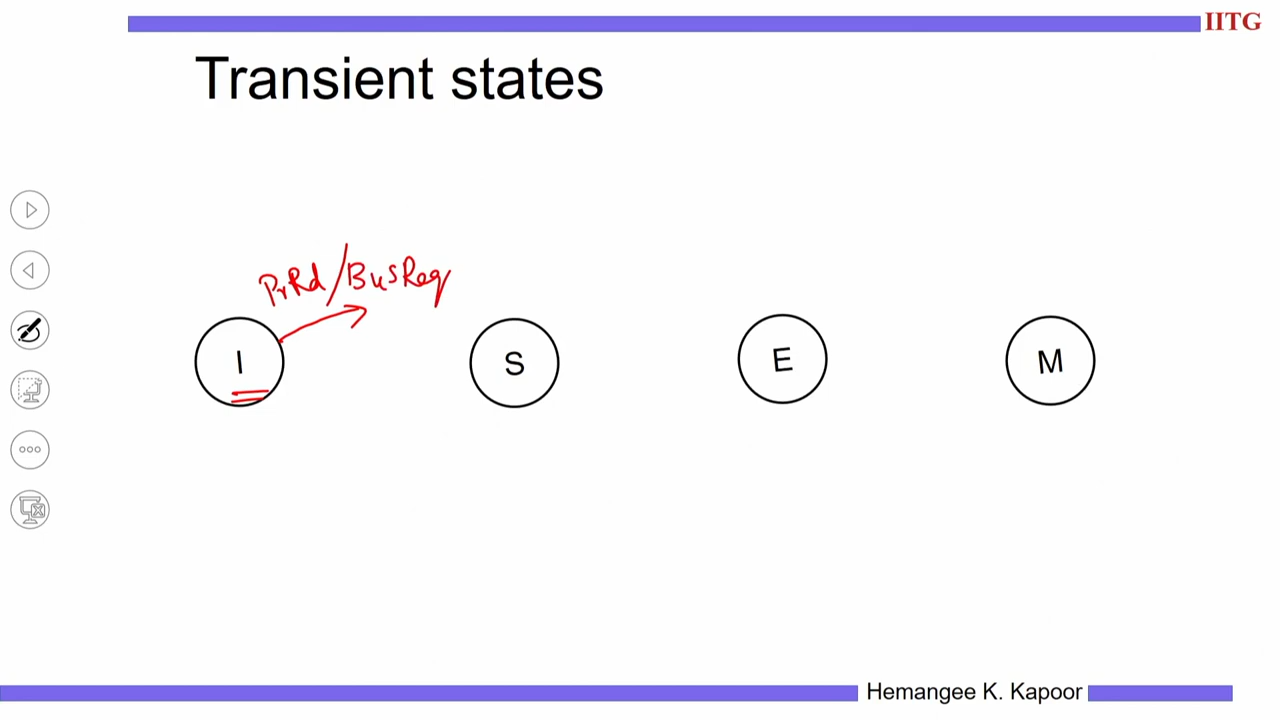 IITG
Transient states
PrRd/BusReq
I S E M
Hemangee K. Kapoor